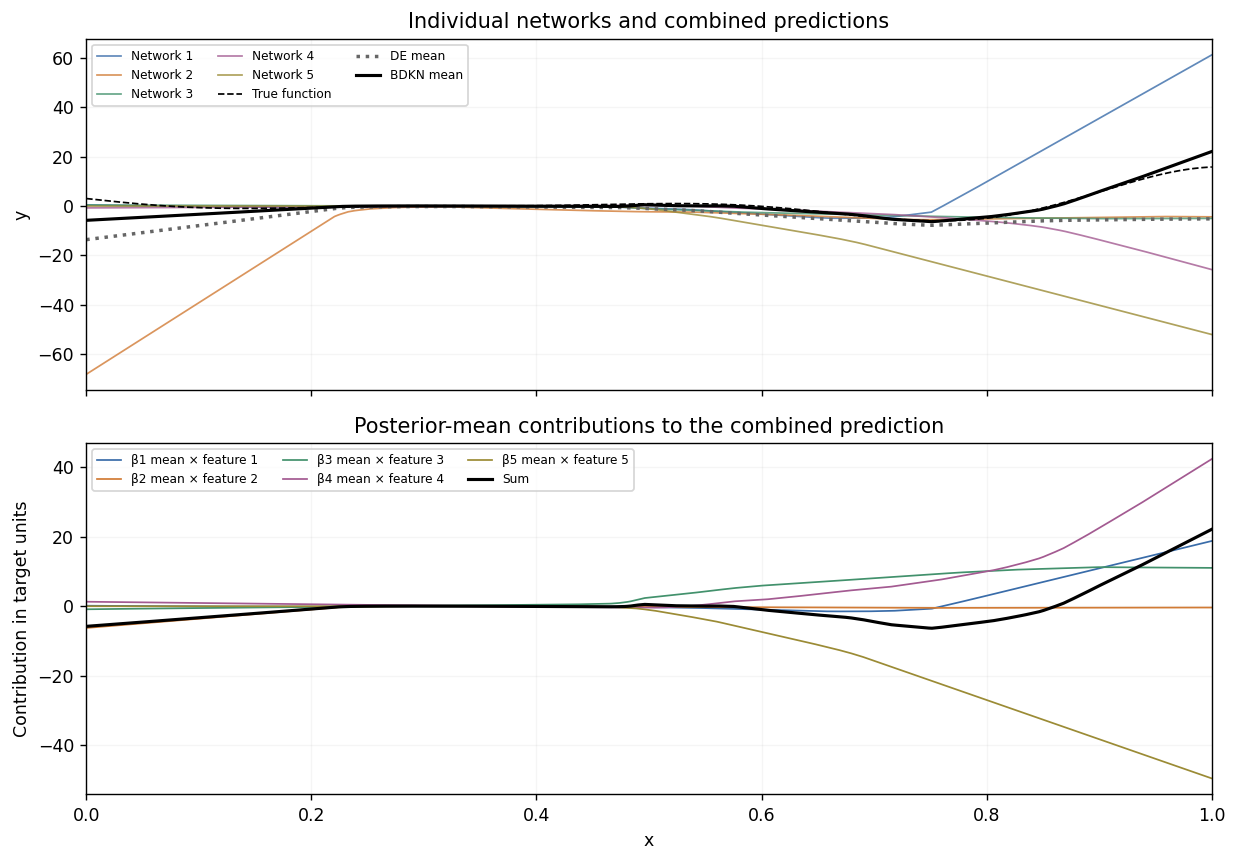 Individual networks and combined predictions
Network 1
Network 2
Network 3
Network 4
Network 5
True function
DE mean
BDKN mean
60
40
20
0
−20
−40
−60
y
Posterior-mean contributions to the combined prediction
β1 mean × feature 1
β2 mean × feature 2
β3 mean × feature 3
β4 mean × feature 4
β5 mean × feature 5
Sum
40
20
0
−20
−40
Contribution in target units
0.0
0.2
0.4
0.6
0.8
1.0
x